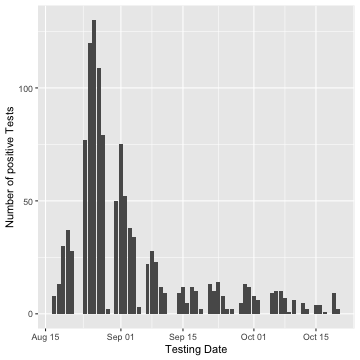 Number of positive Tests
100
50
0
Aug 15
Sep 01
Sep 15
Oct 01
Oct 15
Testing Date